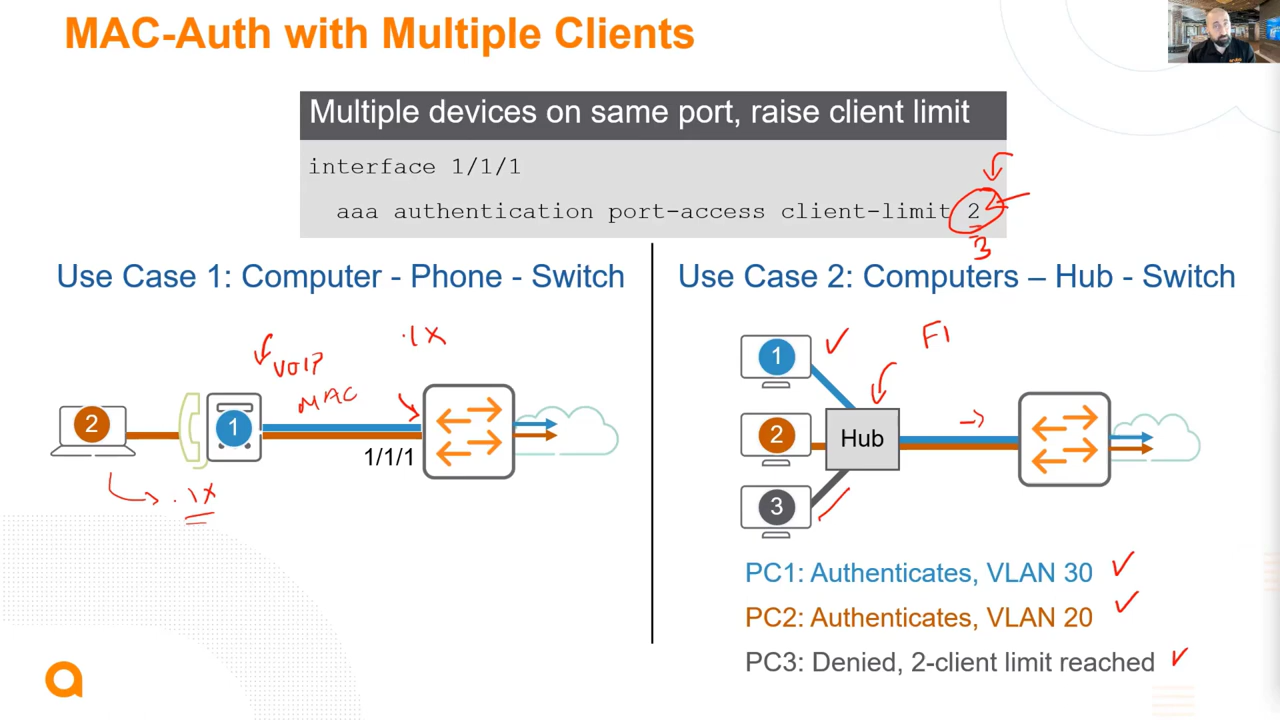 MAC-Auth with Multiple Clients
Multiple devices on same port, raise client limit
interface 1/1/1
aaa authentication port-access client-limit 2
3
Use Case 1: Computer - Phone - Switch
.1X
VOIP
MAC
2
1
1/1/1
.1X
Use Case 2: Computers – Hub - Switch
F1
1
2
Hub
3
PC1: Authenticates, VLAN 30
PC2: Authenticates, VLAN 20
PC3: Denied, 2-client limit reached